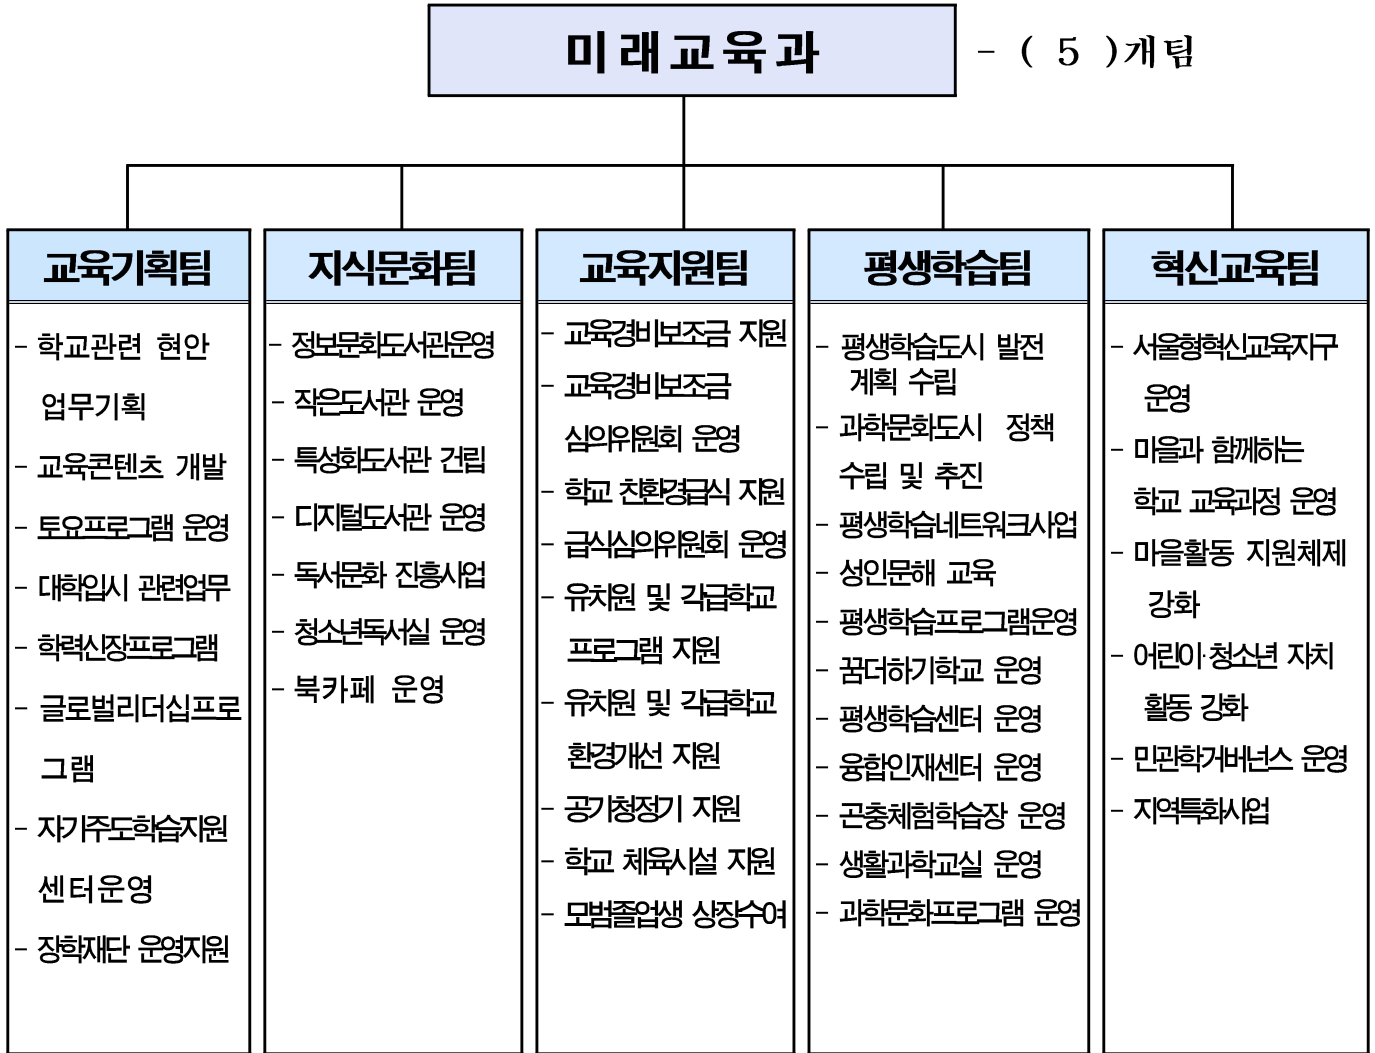 미래교육과
- ( 5 )개팀
교육기획팀
- 학교관련 현안
업무기획
- 교육콘텐츠 개발
- 토요프로그램 운영
- 대학입시 관련업무
- 학력신장프로그램
- 글로벌리더십프로
그램
- 자기주도학습지원
센터운영
- 장학재단 운영지원
지식문화팀
- 정보문화도서관운영
- 작은도서관 운영
- 특성화도서관 건립
- 디지털도서관 운영
- 독서문화 진흥사업
- 청소년독서실 운영
- 북카페 운영
교육지원팀
- 교육경비보조금 지원
- 교육경비보조금
심의위원회 운영
- 학교 친환경급식 지원
- 급식심의위원회 운영
- 유치원 및 각급학교
프로그램 지원
- 유치원 및 각급학교
환경개선 지원
- 공기청정기 지원
- 학교 체육시설 지원
- 모범졸업생 상장수여
평생학습팀
- 평생학습도시 발전
계획 수립
- 과학문화도시 정책
수립 및 추진
- 평생학습네트워크사업
- 성인문해 교육
- 평생학습프로그램운영
- 꿈더하기학교 운영
- 평생학습센터 운영
- 융합인재센터 운영
- 곤충체험학습장 운영
- 생활과학교실 운영
- 과학문화프로그램 운영
혁신교육팀
- 서울형혁신교육지구
운영
- 마을과 함께하는
학교 교육과정 운영
- 마을활동 지원체제
강화
- 어린이·청소년 자치
활동 강화
- 민관학거버넌스 운영
- 지역특화사업